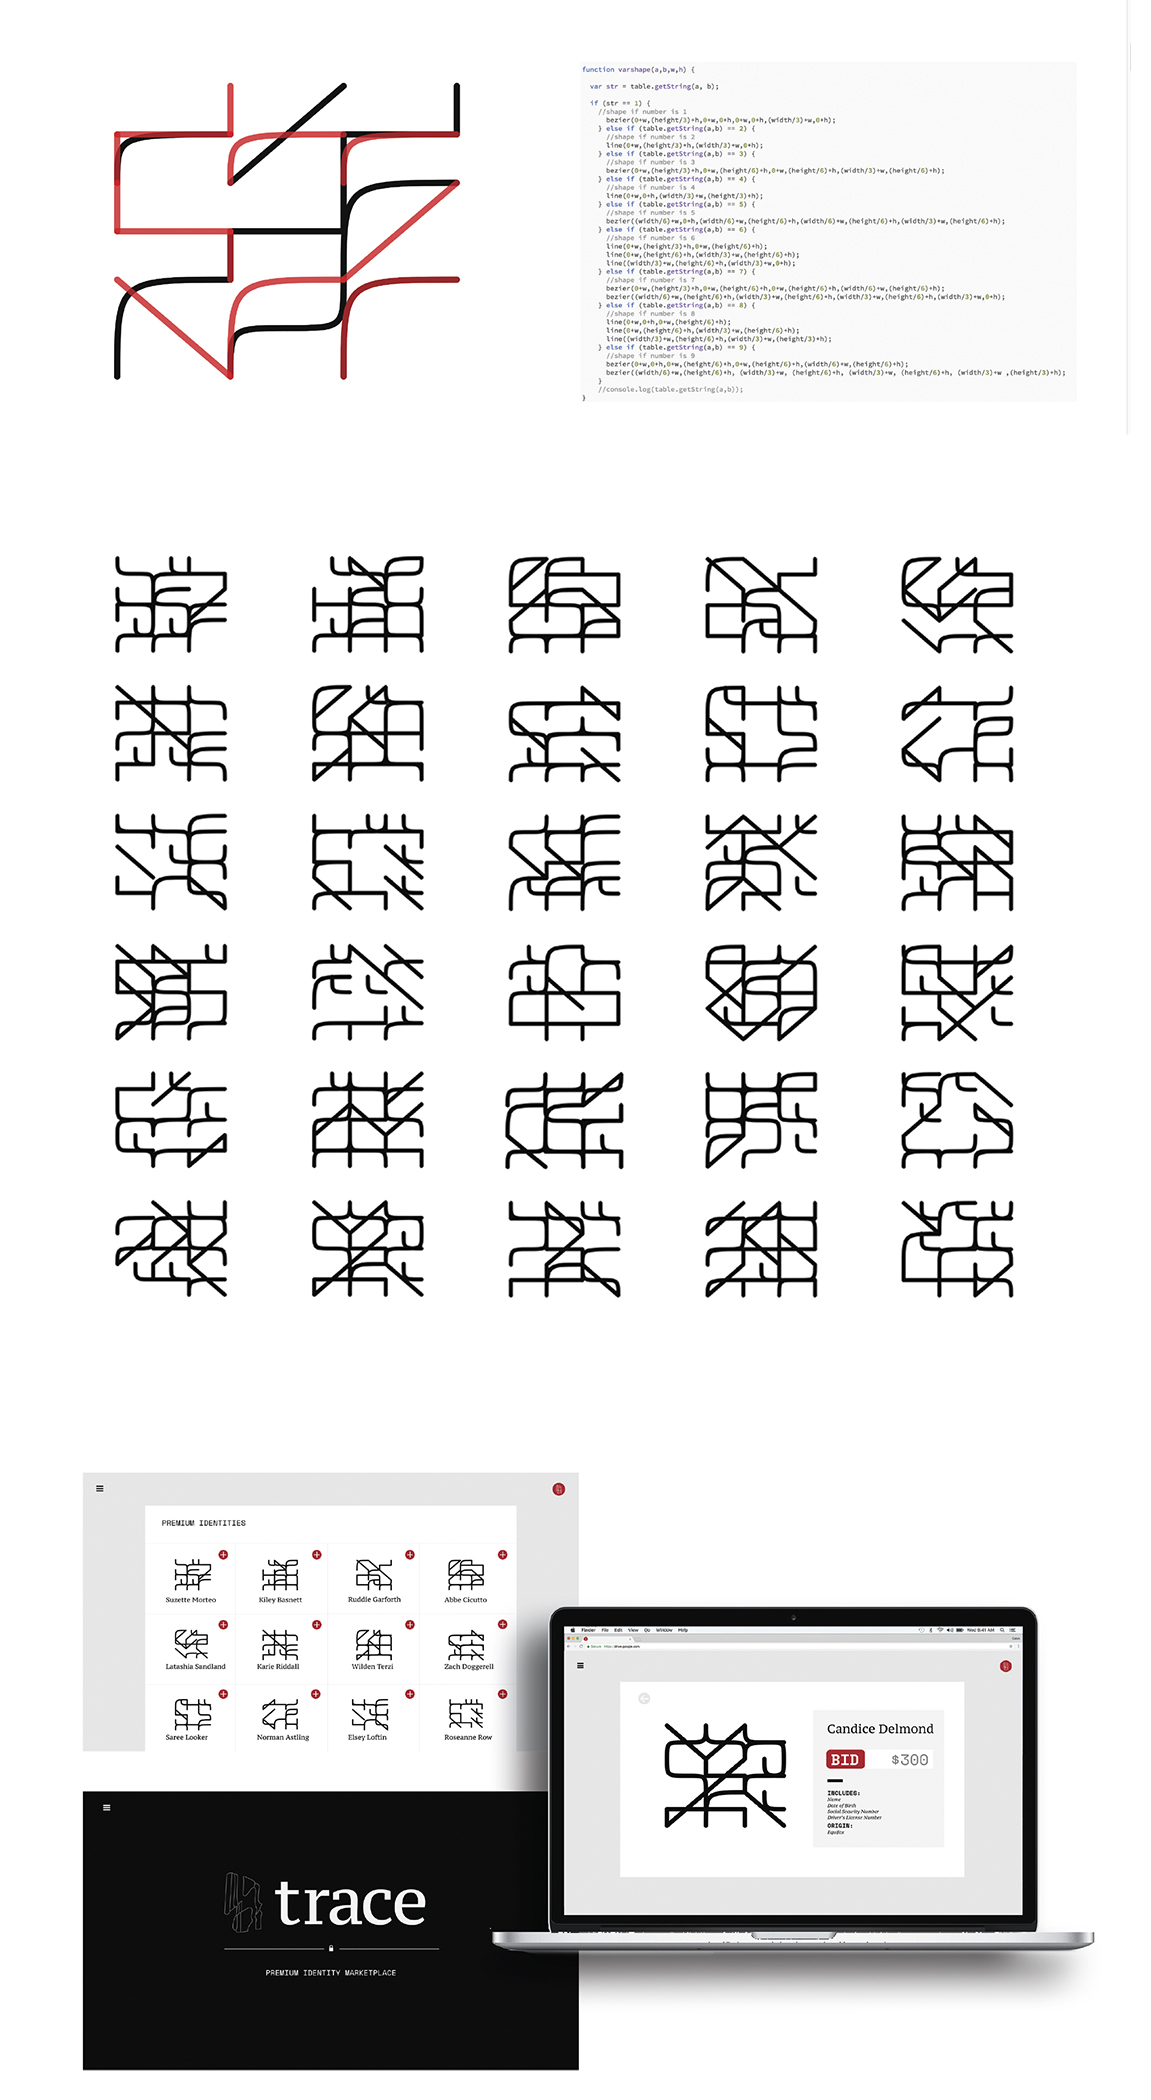 function varshape(a,b,w,h) {
var str = table.getString(a, b);
if (str == 1) {
//shape if number is 1
bezier(0+w,(height/3)+h,0+w,0+h,0+w,0+h,(width/3)+w,0+h);
} else if (table.getString(a,b) == 2) {
//shape if number is 2
line(0+w,(height/3)+h,(width/3)+w,0+h);
} else if (table.getString(a,b) == 3) {
//shape if number is 3
bezier(0+w,(height/3)+h,0+w,(height/6)+h,0+w,(height/6)+h,(width/3)+w,(height/6)+h);
} else if (table.getString(a,b) == 4) {
//shape if number is 4
line(0+w,0+h,(width/3)+w,(height/3)+h);
} else if (table.getString(a,b) == 5) {
//shape if number is 5
bezier((width/6)+w,0+h,(width/6)+w,(height/6)+h,(width/6)+w,(height/6)+h,(width/3)+w,(height/6)+h);
} else if (table.getString(a,b) == 6) {
//shape if number is 6
line(0+w,(height/3)+h,0+w,(height/6)+h);
line(0+w,(height/6)+h,(width/3)+w,(height/6)+h);
line((width/3)+w,(height/6)+h,(width/3)+w,0+h);
} else if (table.getString(a,b) == 7) {
//shape if number is 7
bezier(0+w,(height/3)+h,0+w,(height/6)+h,0+w,(height/6)+h,(width/6)+w,(height/6)+h);
bezier((width/6)+w,(height/6)+h,(width/3)+w,(height/6)+h,(width/3)+w,(height/6)+h,(width/3)+w,0+h);
} else if (table.getString(a,b) == 8) {
//shape if number is 8
line(0+w,0+h,0+w,(height/6)+h);
line(0+w,(height/6)+h,(width/3)+w,(height/6)+h);
line((width/3)+w,(height/6)+h,(width/3)+w,(height/3)+h);
} else if (table.getString(a,b) == 9) {
//shape if number is 9
bezier(0+w,0+h,0+w,(height/6)+h,0+w,(height/6)+h,(width/6)+w,(height/6)+h);
bezier((width/6)+w,(height/6)+h, (width/3)+w, (height/6)+h, (width/3)+w, (height/6)+h, (width/3)+w ,(height/3)+h);
}
//console.log(table.getString(a,b));
}
PREMIUM IDENTITIES
Suzette Morteo
Kiley Basnett
Ruddie Garforth
Abbe Cicutto
Latashia Sandland
Karie Riddall
Wilden Terzi
Zach Doggerell
Saree Looker
Norman Astling
Elsey Loftin
Roseanne Row
trace
PREMIUM IDENTITY MARKETPLACE
Finder File Edit View Go Window Help
Wed 8:41 AM
Candice Delmond
BID $300
INCLUDES:
Name
Date of Birth
Social Security Number
Driver's License Number
ORIGIN:
Equifax